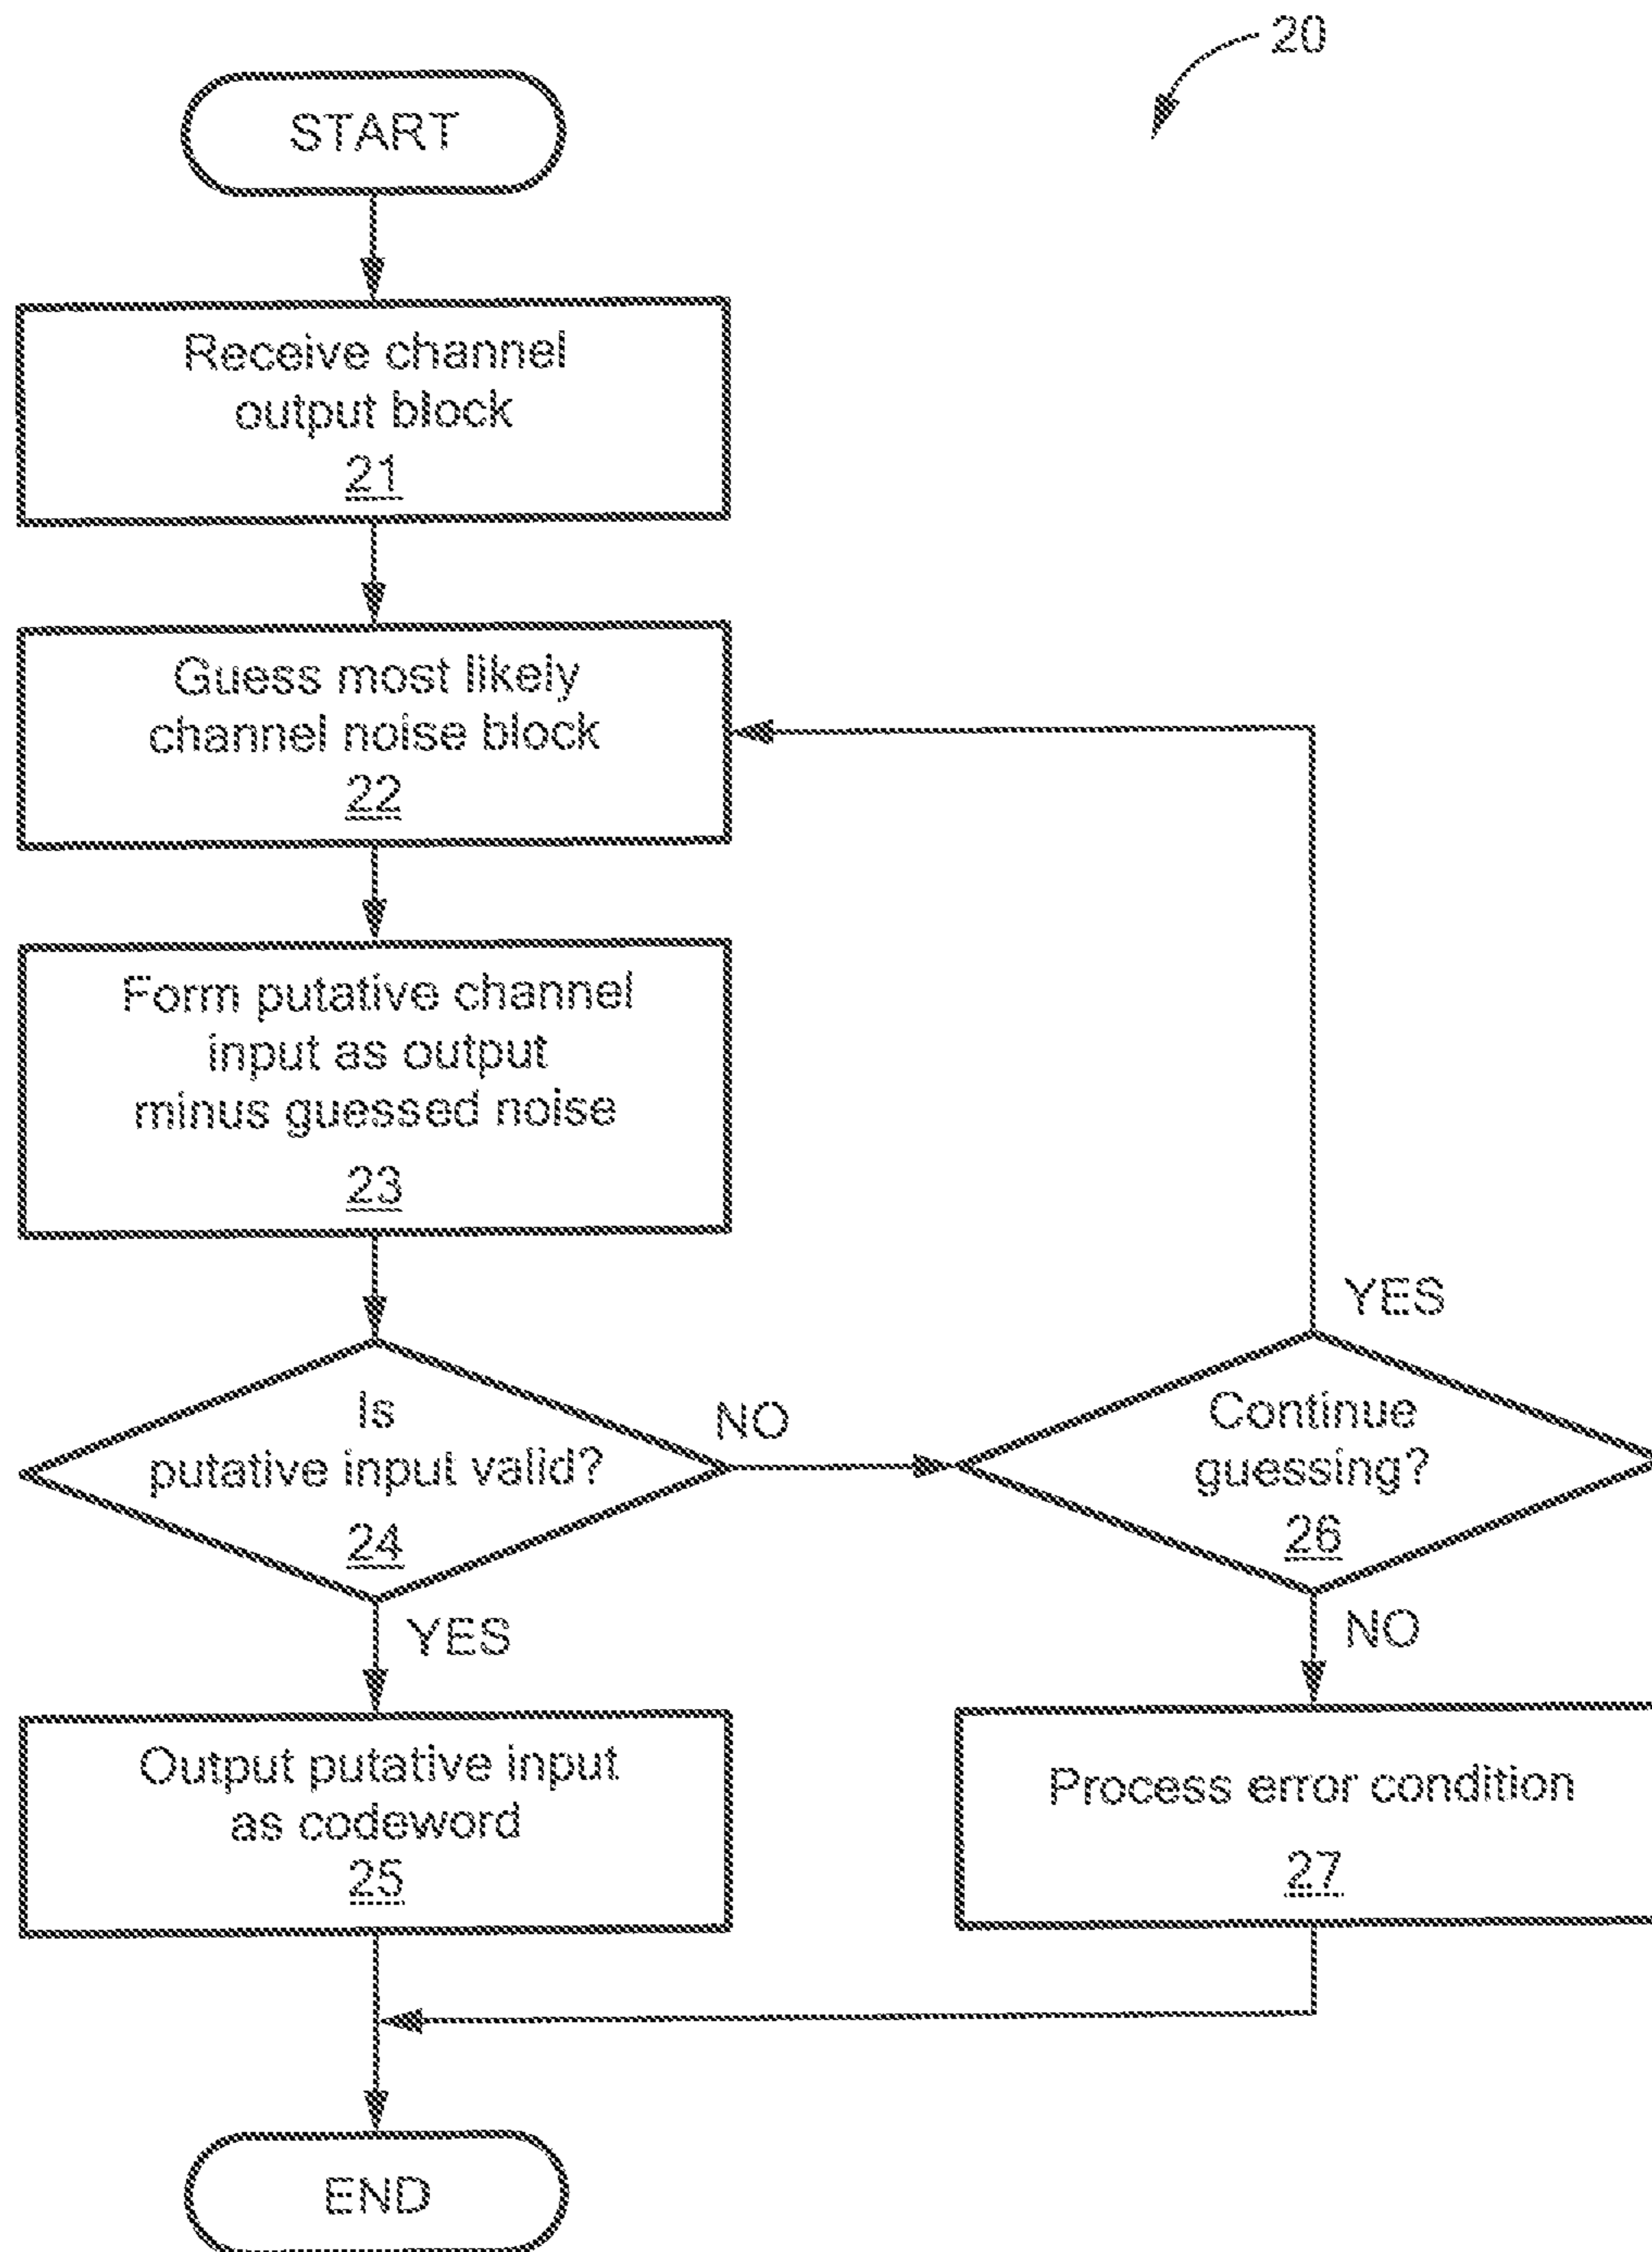 20
START
Receive channel
output block
21
Guess most likely
channel noise block
22
Form putative channel
input as output
minus guessed noise
23
Is
putative input valid?
24
NO
YES
Continue
guessing?
26
YES
NO
Output putative input
as codeword
25
Process error condition
27
END